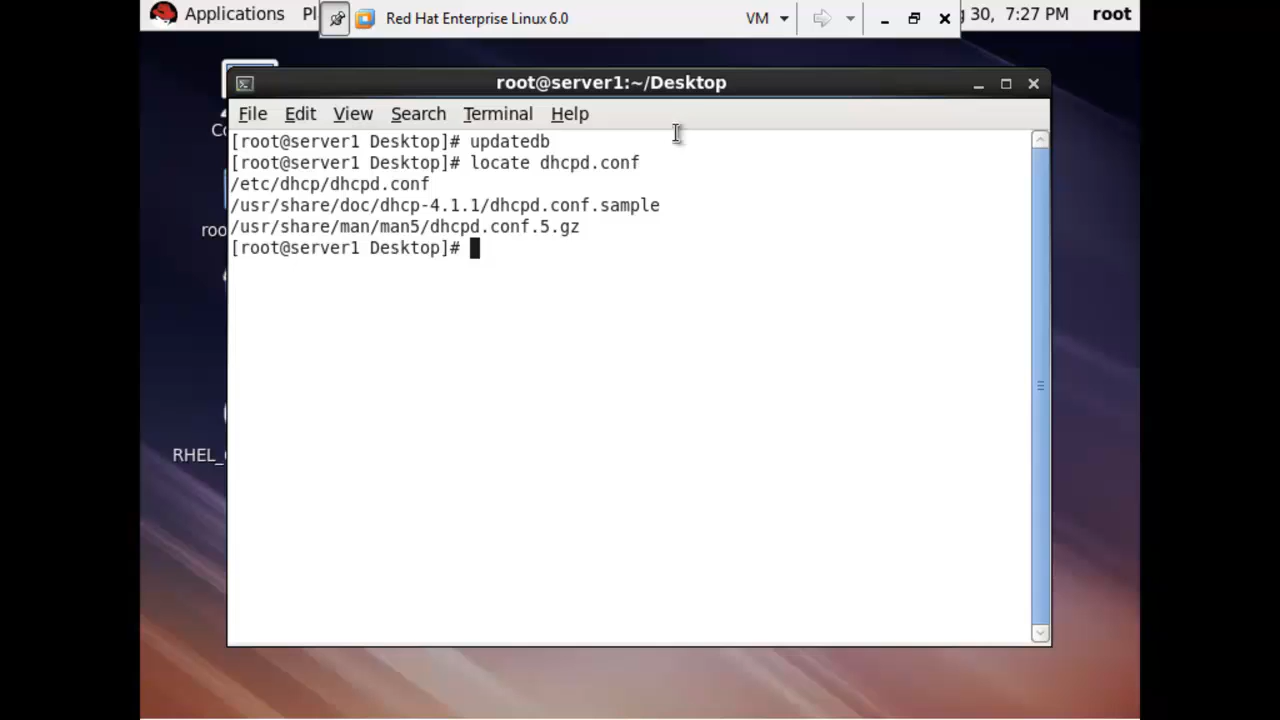 Applications Pl
Red Hat Enterprise Linux 6.0
VM
30, 7:27 PM root
root@server1:~/Desktop
File Edit View Search Terminal Help
[root@server1 Desktop]# updatedb
[root@server1 Desktop]# locate dhcpd.conf
/etc/dhcp/dhcpd.conf
/usr/share/doc/dhcp-4.1.1/dhcpd.conf.sample
/usr/share/man/man5/dhcpd.conf.5.gz
[root@server1 Desktop]#
roo
RHEL_